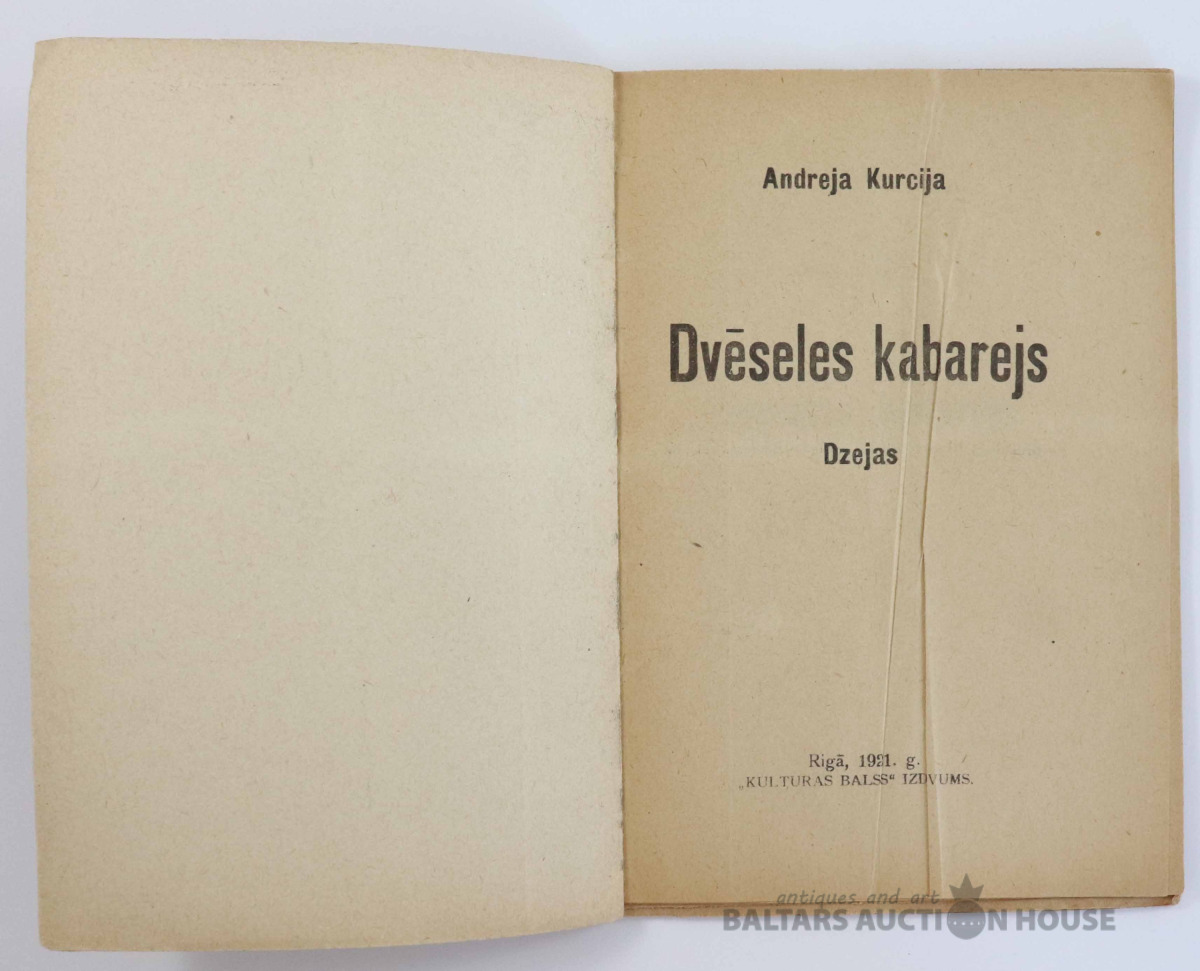 Andreja Kurcija
Dvēseles kabarejs
Dzejas
Rigā, 1921. g.
„KULTURAS BALSS“ IZDVUMS.
antiques and art
BALTARS AUCTION HOUSE